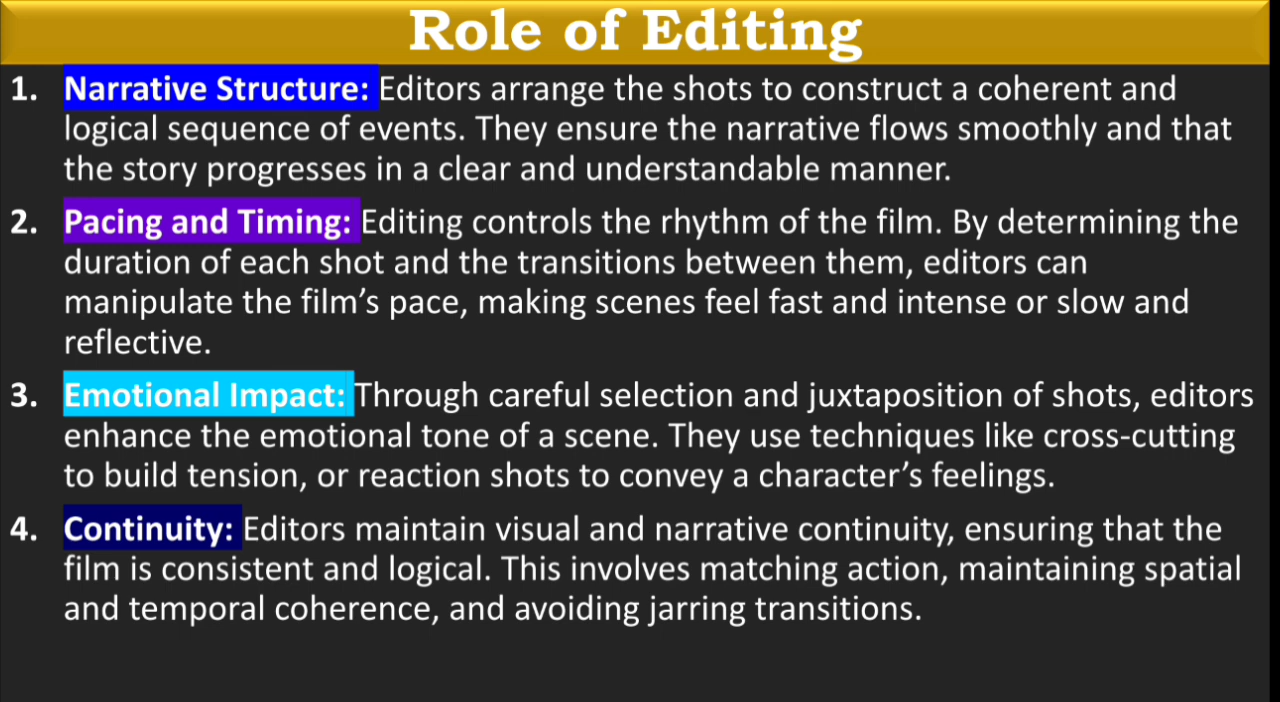 Role of Editing
1. Narrative Structure: Editors arrange the shots to construct a coherent and
logical sequence of events. They ensure the narrative flows smoothly and that
the story progresses in a clear and understandable manner.
2. Pacing and Timing: Editing controls the rhythm of the film. By determining the
duration of each shot and the transitions between them, editors can
manipulate the film’s pace, making scenes feel fast and intense or slow and
reflective.
3. Emotional Impact: Through careful selection and juxtaposition of shots, editors
enhance the emotional tone of a scene. They use techniques like cross-cutting
to build tension, or reaction shots to convey a character’s feelings.
4. Continuity: Editors maintain visual and narrative continuity, ensuring that the
film is consistent and logical. This involves matching action, maintaining spatial
and temporal coherence, and avoiding jarring transitions.